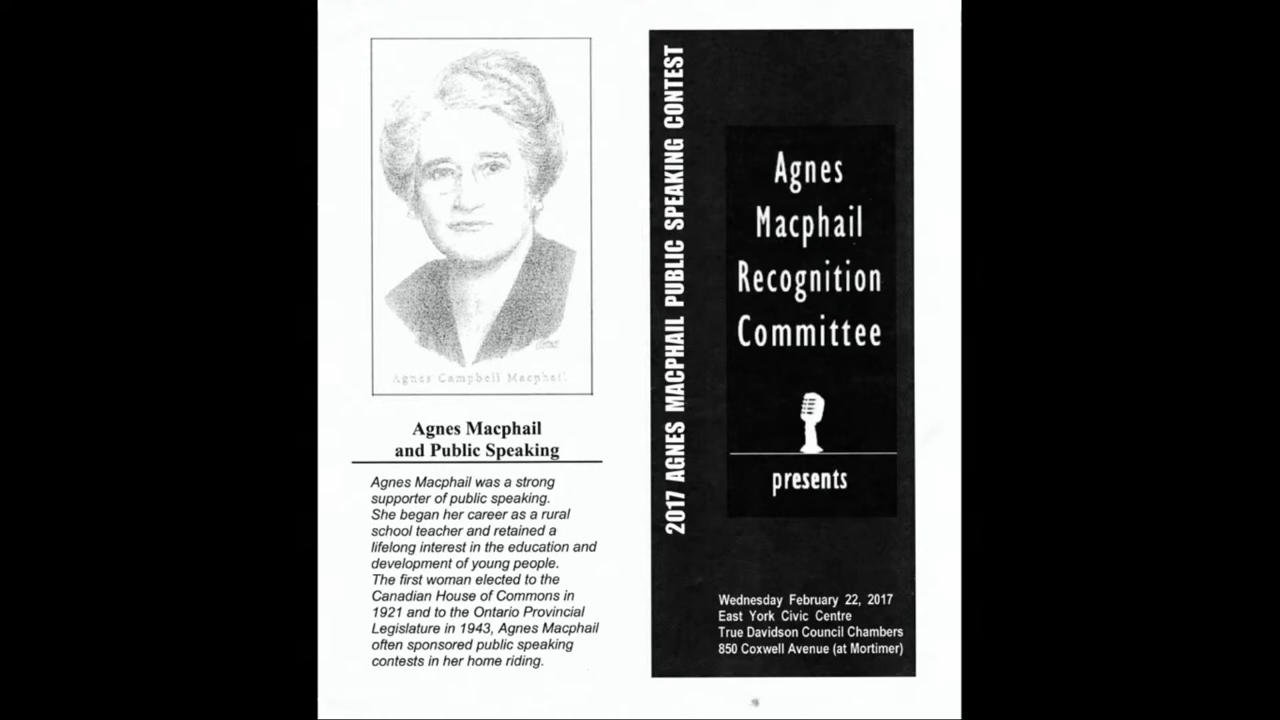 Agnes Campbell Macphail
Agnes Macphail
and Public Speaking
Agnes Macphail was a strong
supporter of public speaking.
She began her career as a rural
school teacher and retained a
lifelong interest in the education and
development of young people.
The first woman elected to the
Canadian House of Commons in
1921 and to the Ontario Provincial
Legislature in 1943, Agnes Macphail
often sponsored public speaking
contests in her home riding.
2017 AGNES MACPHAIL PUBLIC SPEAKING CONTEST
Agnes
Macphail
Recognition
Committee
presents
Wednesday February 22, 2017
East York Civic Centre
True Davidson Council Chambers
850 Coxwell Avenue (at Mortimer)